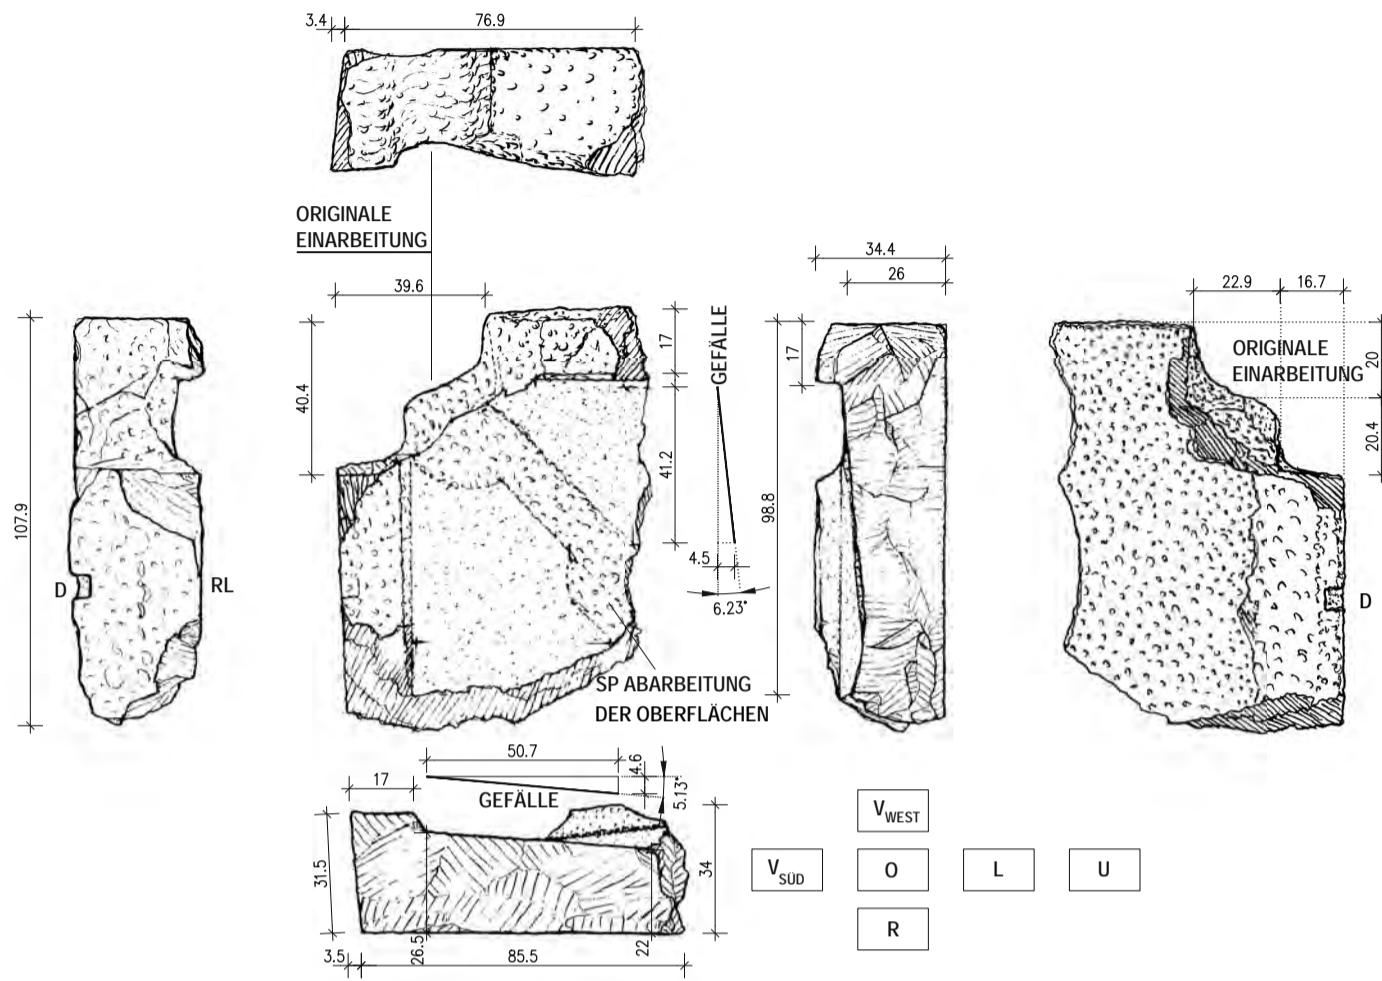 3.4
76.9
ORIGINALE
EINARBEITUNG
39.6
40.4
17
41.2
GEFÄLLE
4.5
6.23°
34.4
26
17
98.8
22.9
16.7
ORIGINALE
EINARBEITUNG
20
20.4
107.9
D
RL
D
SP ABARBEITUNG
DER OBERFLÄCHEN
50.7
4.6
5.13°
17
GEFÄLLE
31.5
34
26.5
22
3.5
85.5
V WEST
V SÜD
O
L
U
R